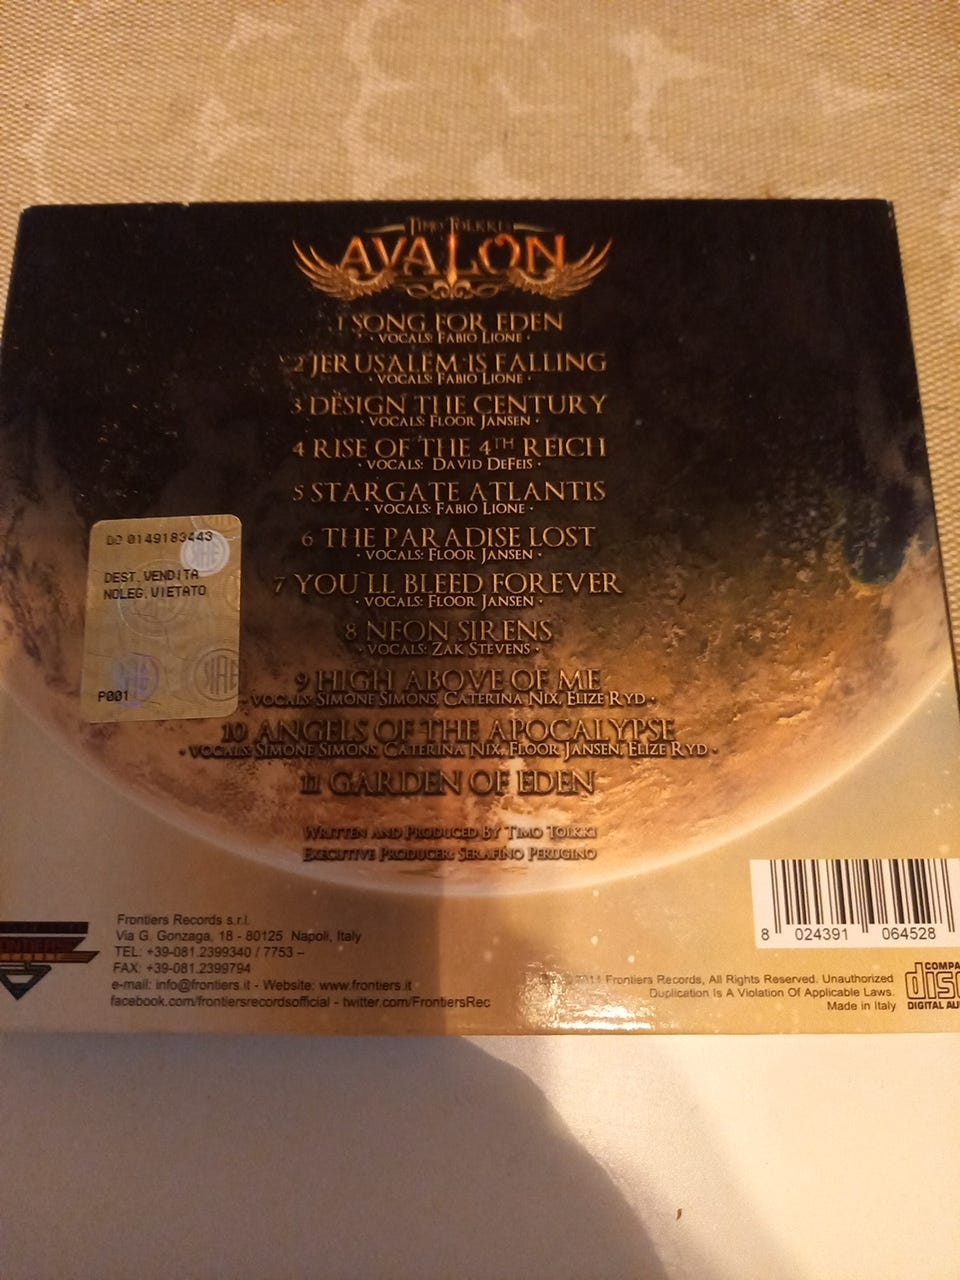 TIMO TOLKKI'S
AVALON
1 SONG FOR EDEN
· VOCALS: FABIO LIONE ·
2 JERUSALEM IS FALLING
· VOCALS: FABIO LIONE ·
3 DESIGN THE CENTURY
· VOCALS: FLOOR JANSEN ·
4 RISE OF THE 4TH REICH
· VOCALS: DAVID DEFEIS ·
5 STARGATE ATLANTIS
· VOCALS: FABIO LIONE ·
6 THE PARADISE LOST
· VOCALS: FLOOR JANSEN ·
7 YOU'LL BLEED FOREVER
· VOCALS: FLOOR JANSEN ·
8 NEON SIRENS
· VOCALS: ZAK STEVENS ·
9 HIGH ABOVE OF ME
· VOCALS: SIMONE SIMONS, CATERINA NIX, ELIZE RYD ·
10 ANGELS OF THE APOCALYPSE
· VOCALS: SIMONE SIMONS, CATERINA NIX, FLOOR JANSEN, ELIZE RYD ·
11 GARDEN OF EDEN
WRITTEN AND PRODUCED BY TIMO TOLKKI
EXECUTIVE PRODUCER: SERAFINO PERUGINO
DD 0149183443
DEST.VENDITA
NOLEG.VIETATO
SIAE
P001
Frontiers Records s.r.l.
Via G. Gonzaga, 18 - 80125 Napoli, Italy
TEL: +39-081.2399340 / 7753 –
FAX: +39-081.2399794
e-mail: info@frontiers.it - Website: www.frontiers.it
facebook.com/frontiersrecordsofficial - twitter.com/FrontiersRec
8 024391 064528
Frontiers Records, All Rights Reserved. Unauthorized
Duplication Is A Violation Of Applicable Laws.
Made in Italy
COMPA
disc
DIGITAL AU